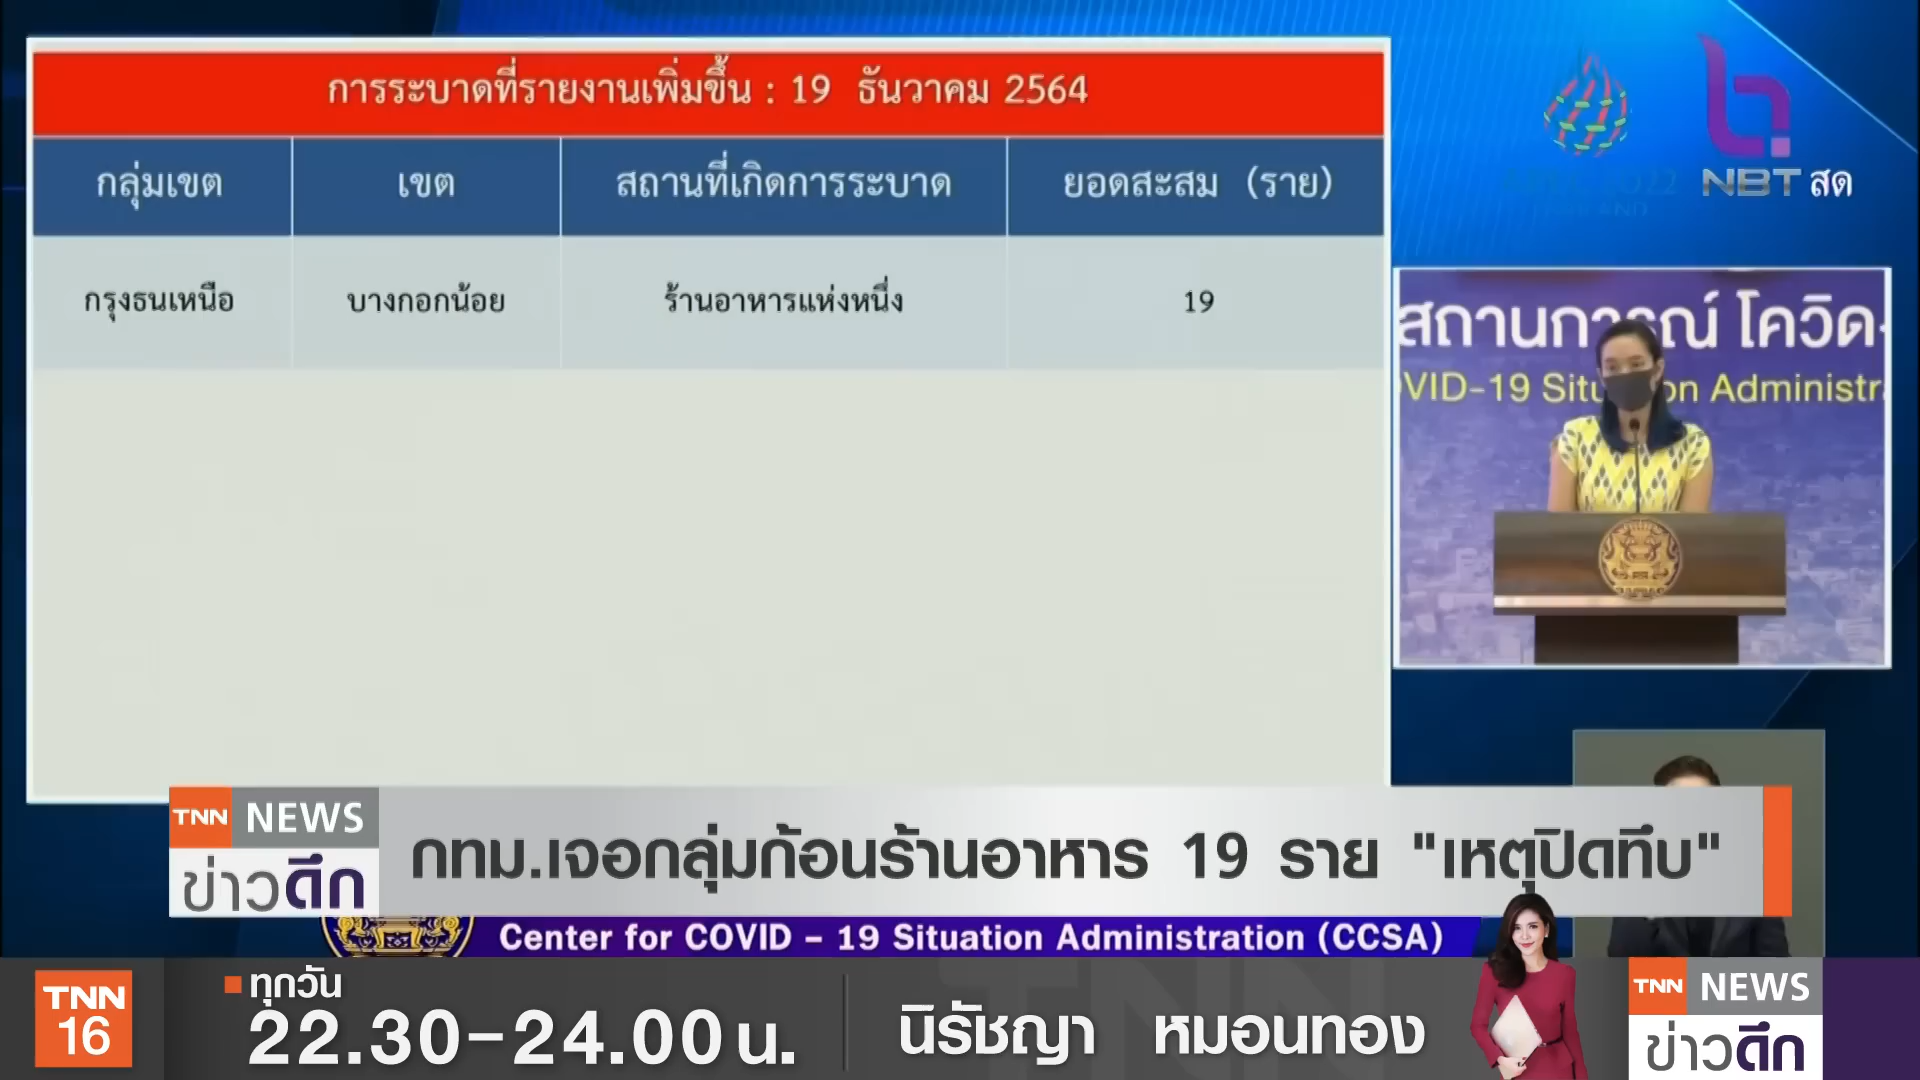 การระบาดที่รายงานเพิ่มขึ้น : 19 ธันวาคม 2564
กลุ่มเขต เขต สถานที่เกิดการระบาด ยอดสะสม (ราย)
กรุงธนเหนือ บางกอกน้อย ร้านอาหารแห่งหนึ่ง 19
NBT สด
สถานการณ์ โควิด-
OVID-19 Situ on Administr
TNN NEWS
ข่าวดึก
กทม.เจอกลุ่มก้อนร้านอาหาร 19 ราย "เหตุปิดทึบ"
Center for COVID – 19 Situation Administration (CCSA)
TNN
16
ทุกวัน
22.30-24.00 น.
นิรัชญา หมอนทอง
TNN NEWS
ข่าวดึก